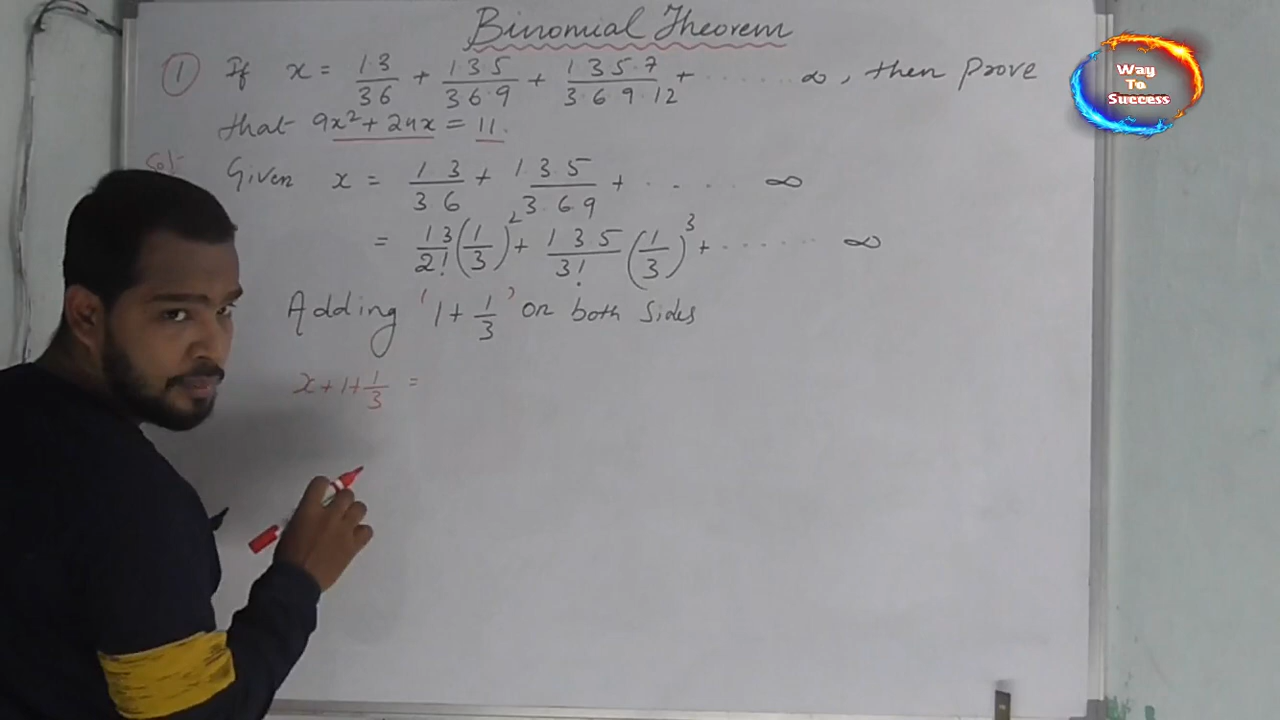 Binomial Theorem
① If x = 1·3/3·6 + 1·3·5/3·6·9 + 1·3·5·7/3·6·9·12 + ........ ∞, then prove
that 9x² + 24x = 11.
Sol:-
Given x = 1·3/3·6 + 1·3·5/3·6·9 + ..... ∞
= 1·3/2! (1/3)² + 1·3·5/3! (1/3)³ + ....... ∞
Adding '1 + 1/3' on both sides
x + 1 + 1/3 =
Way
To
Success